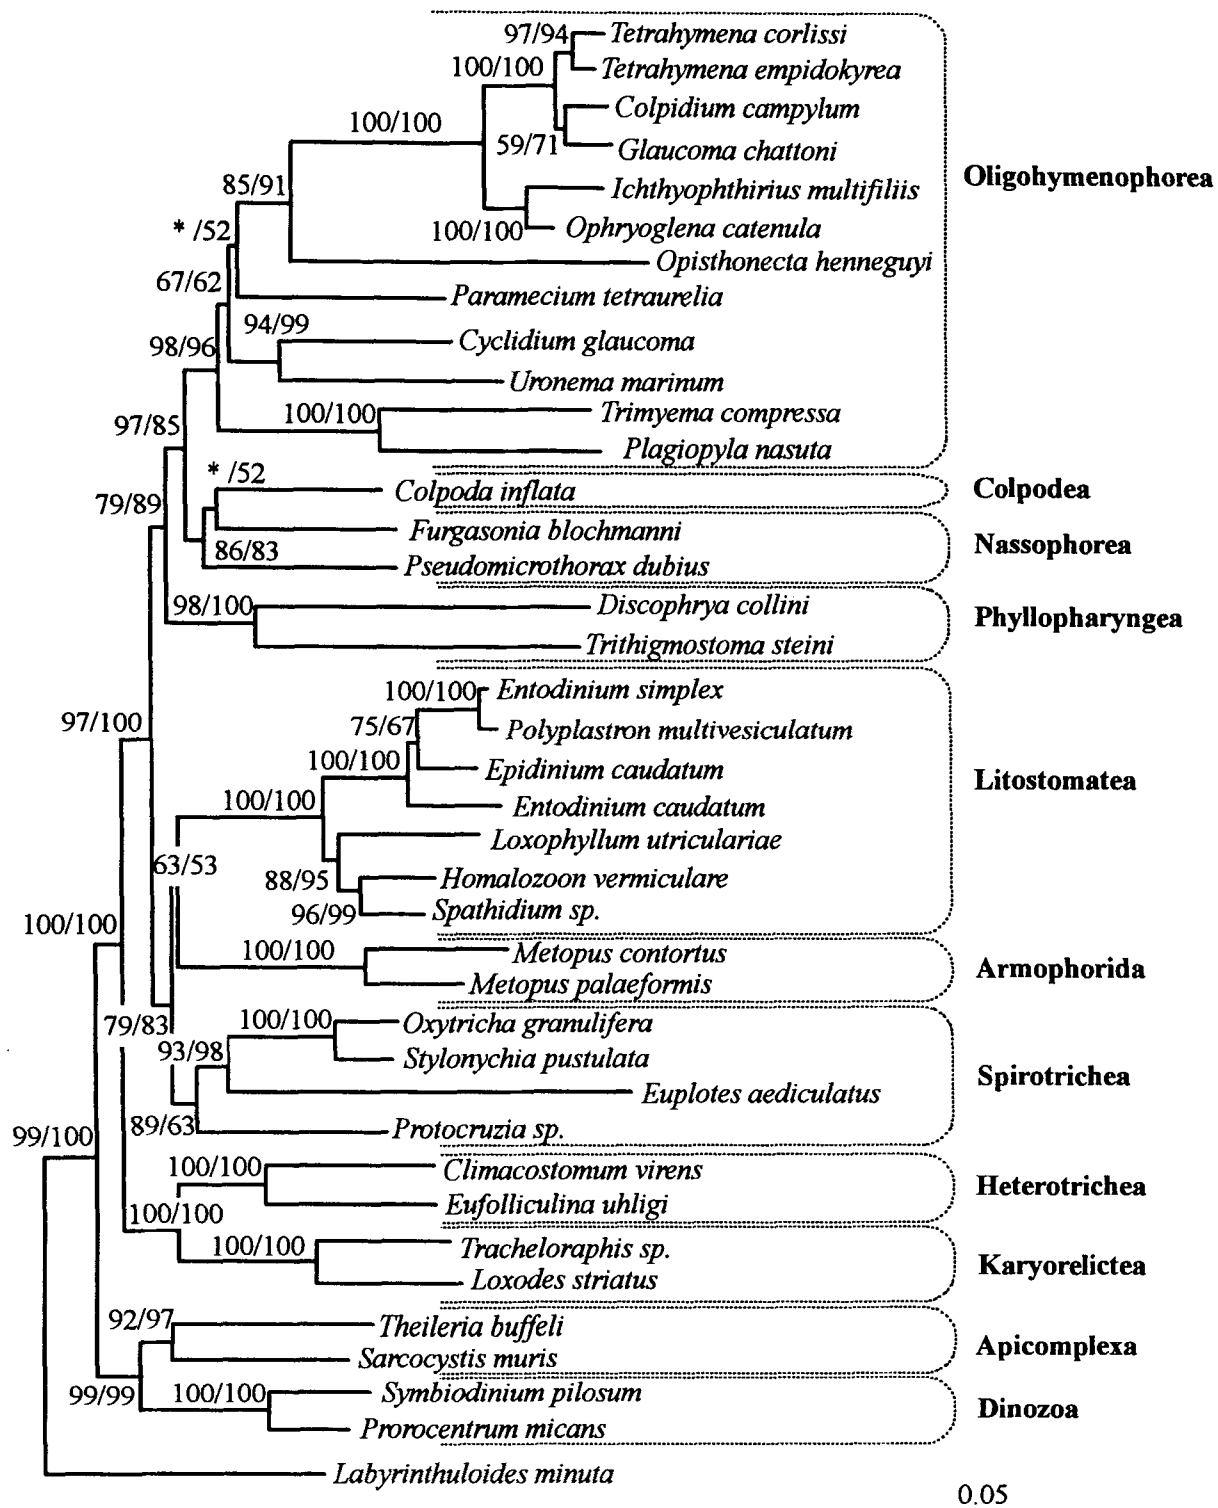 97/94
Tetrahymena corlissi
100/100
Tetrahymena empidokyrea
Colpidium campylum
100/100
59/71
Glaucoma chattoni
Oligohymenophorea
85/91
Ichthyophthirius multifiliis
* /52
100/100
Ophryoglena catenula
Opisthonecta henneguyi
67/62
Paramecium tetraurelia
94/99
Cyclidium glaucoma
98/96
Uronema marinum
97/85
100/100
Trimyema compressa
Plagiopyla nasuta
* /52
Colpoda inflata
Colpodea
79/89
Furgasonia blochmanni
Nassophorea
86/83
Pseudomicrothorax dubius
98/100
Discophrya collini
Phyllopharyngea
Trithigmostoma steini
100/100
Entodinium simplex
97/100
75/67
Polyplastron multivesiculatum
100/100
Epidinium caudatum
Litostomatea
100/100
Entodinium caudatum
Loxophyllum utriculariae
63/53
88/95
Homalozoon vermiculare
96/99
Spathidium sp.
100/100
100/100
Metopus contortus
Armophorida
Metopus palaeformis
79/83
100/100
Oxytricha granulifera
93/98
Stylonychia pustulata
Spirotrichea
Euplotes aediculatus
89/63
Protocruzia sp.
99/100
100/100
Climacostomum virens
Heterotrichea
Eufolliculina uhligi
100/100
100/100
Tracheloraphis sp.
Karyorelictea
Loxodes striatus
92/97
Theileria buffeli
Apicomplexa
Sarcocystis muris
99/99
100/100
Symbiodinium pilosum
Dinozoa
Prorocentrum micans
Labyrinthuloides minuta
0.05